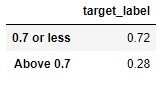 target_label
0.7 or less 0.72
Above 0.7 0.28